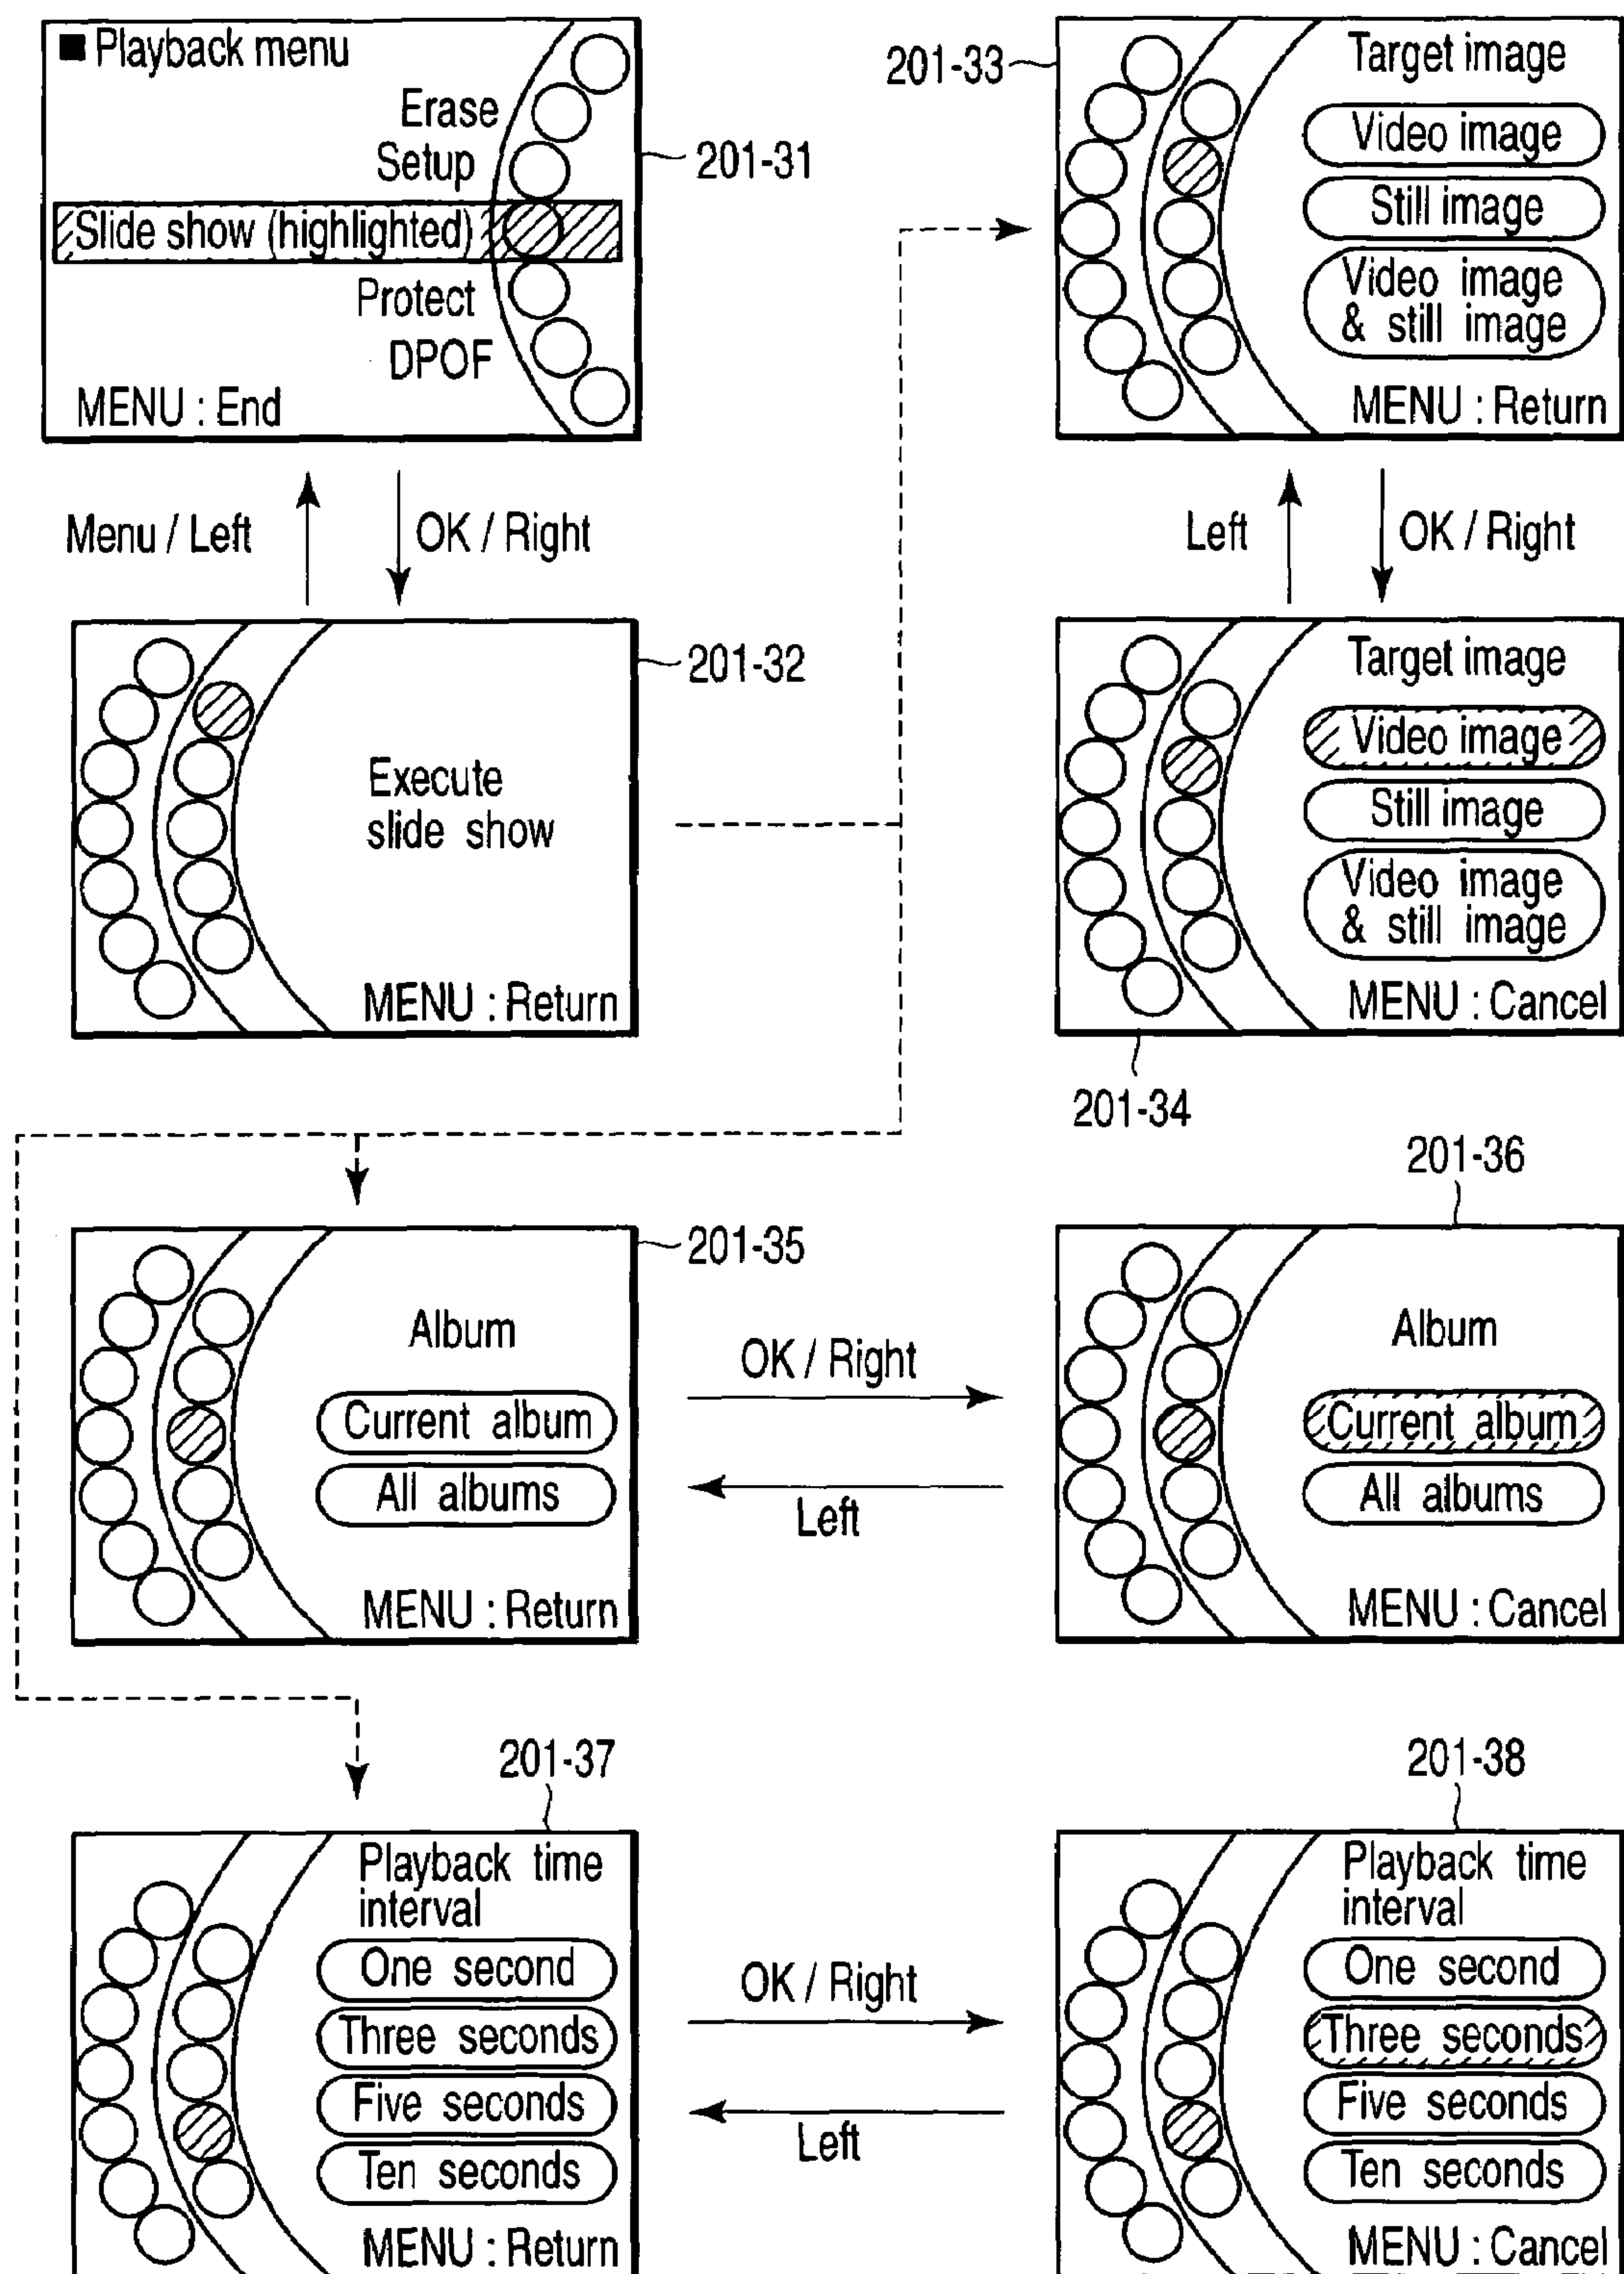 ■ Playback menu
Erase
Setup
Slide show (highlighted)
Protect
DPOF
MENU : End
201-31
201-33
Target image
Video image
Still image
Video image
& still image
MENU : Return
Menu / Left
OK / Right
Left
OK / Right
Execute
slide show
MENU : Return
201-32
Target image
Video image
Still image
Video image
& still image
MENU : Cancel
201-34
201-35
Album
Current album
All albums
MENU : Return
OK / Right
Left
201-36
Album
Current album
All albums
MENU : Cancel
201-37
Playback time
interval
One second
Three seconds
Five seconds
Ten seconds
MENU : Return
OK / Right
Left
201-38
Playback time
interval
One second
Three seconds
Five seconds
Ten seconds
MENU : Cancel